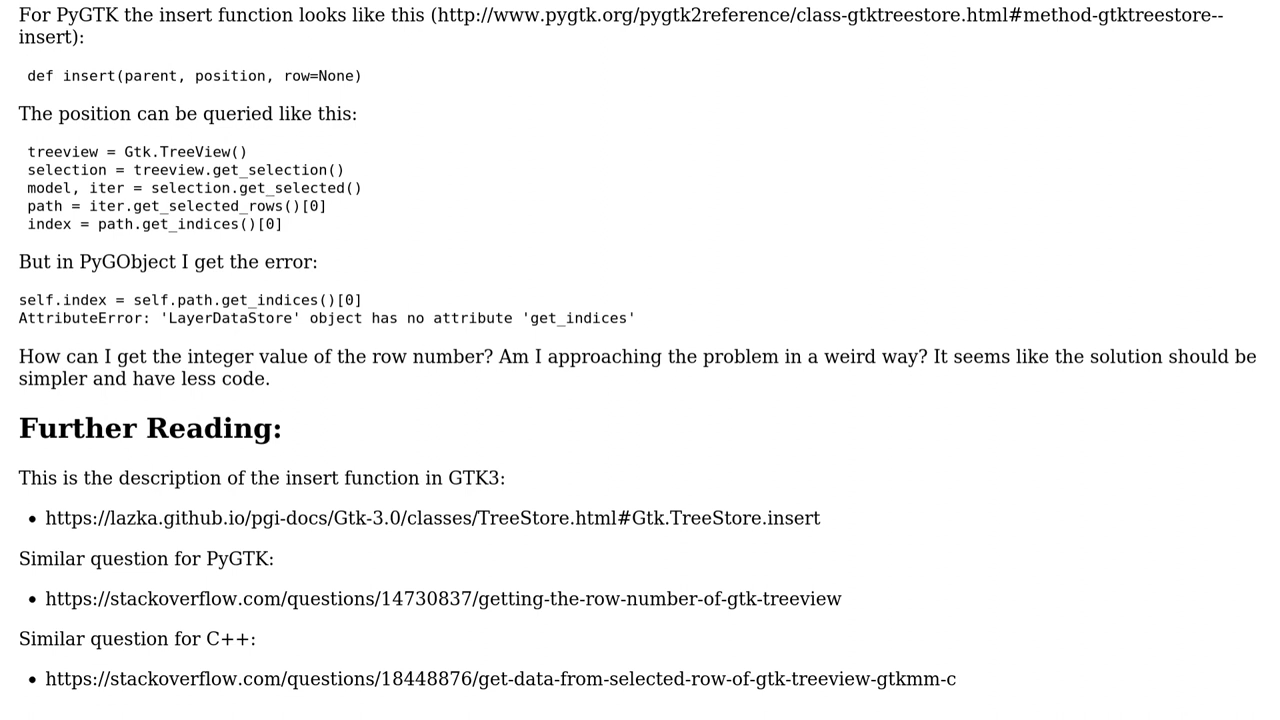 For PyGTK the insert function looks like this (http://www.pygtk.org/pygtk2reference/class-gtktreestore.html#method-gtktreestore--
insert):
def insert(parent, position, row=None)
The position can be queried like this:
treeview = Gtk.TreeView()
selection = treeview.get_selection()
model, iter = selection.get_selected()
path = iter.get_selected_rows()[0]
index = path.get_indices()[0]
But in PyGObject I get the error:
self.index = self.path.get_indices()[0]
AttributeError: 'LayerDataStore' object has no attribute 'get_indices'
How can I get the integer value of the row number? Am I approaching the problem in a weird way? It seems like the solution should be
simpler and have less code.
Further Reading:
This is the description of the insert function in GTK3:
• https://lazka.github.io/pgi-docs/Gtk-3.0/classes/TreeStore.html#Gtk.TreeStore.insert
Similar question for PyGTK:
• https://stackoverflow.com/questions/14730837/getting-the-row-number-of-gtk-treeview
Similar question for C++:
• https://stackoverflow.com/questions/18448876/get-data-from-selected-row-of-gtk-treeview-gtkmm-c